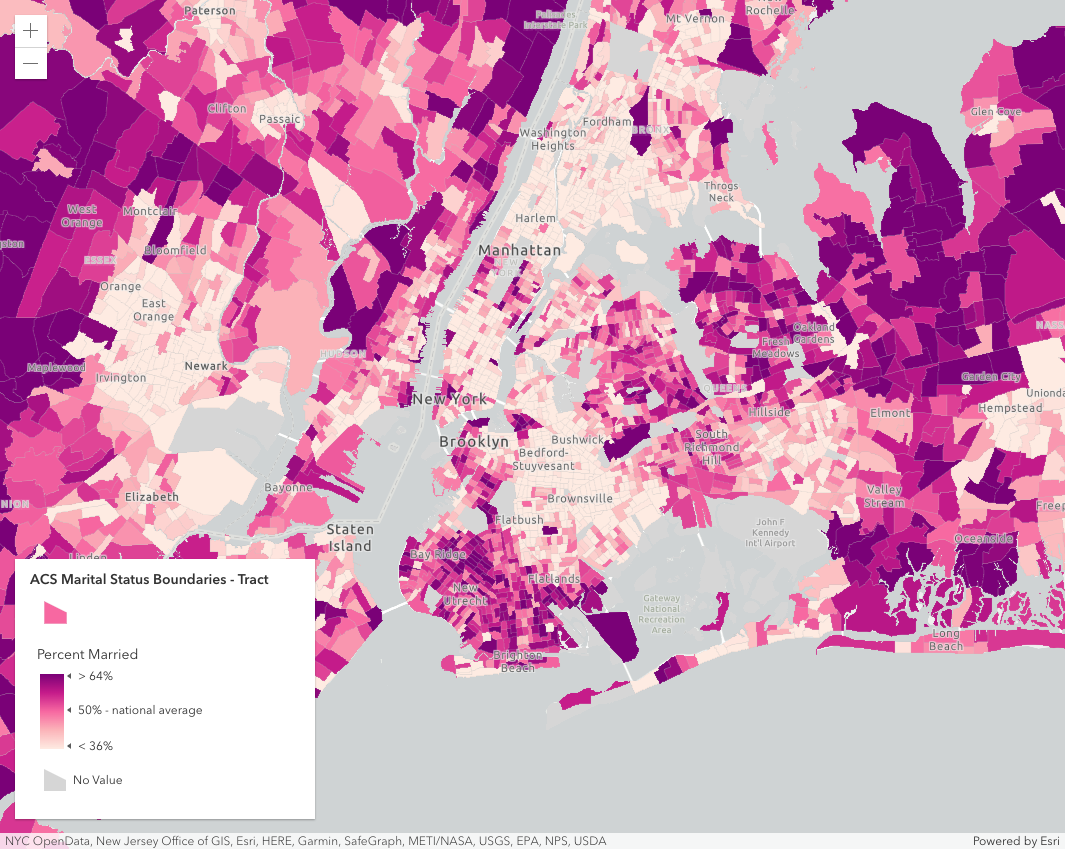 Paterson
Palisades
Interstate Park
Mt Vernon
Rochelle
+
−
Clifton
Passaic
Fordham
BRONX
Washington
Heights
Glen Cove
Throgs
Neck
West
Orange
Montclair
Harlem
Bloomfield
Manhattan
NEW
YORK
ESSEX
Orange
East
Orange
Oakland
Gardens
Fresh
Meadows
HUDSON
Maplewood
Newark
Irvington
Garden City
QUEENS
New York
Hillside
Elmont
Hempstead
Brooklyn
Bushwick
Bedford-
Stuyvesant
South
Richmond
Hill
Bayonne
Elizabeth
Brownsville
Valley
Stream
Flatbush
Staten
Island
John F
Kennedy
Int'l Airport
Oceanside
Bay Ridge
Linden
New
Utrecht
Flatlands
Gateway
National
Recreation
Area
Long
Beach
Brighton
Beach
ACS Marital Status Boundaries - Tract
Percent Married
> 64%
50% - national average
< 36%
No Value
NYC OpenData, New Jersey Office of GIS, Esri, HERE, Garmin, SafeGraph, METI/NASA, USGS, EPA, NPS, USDA
Powered by Esri